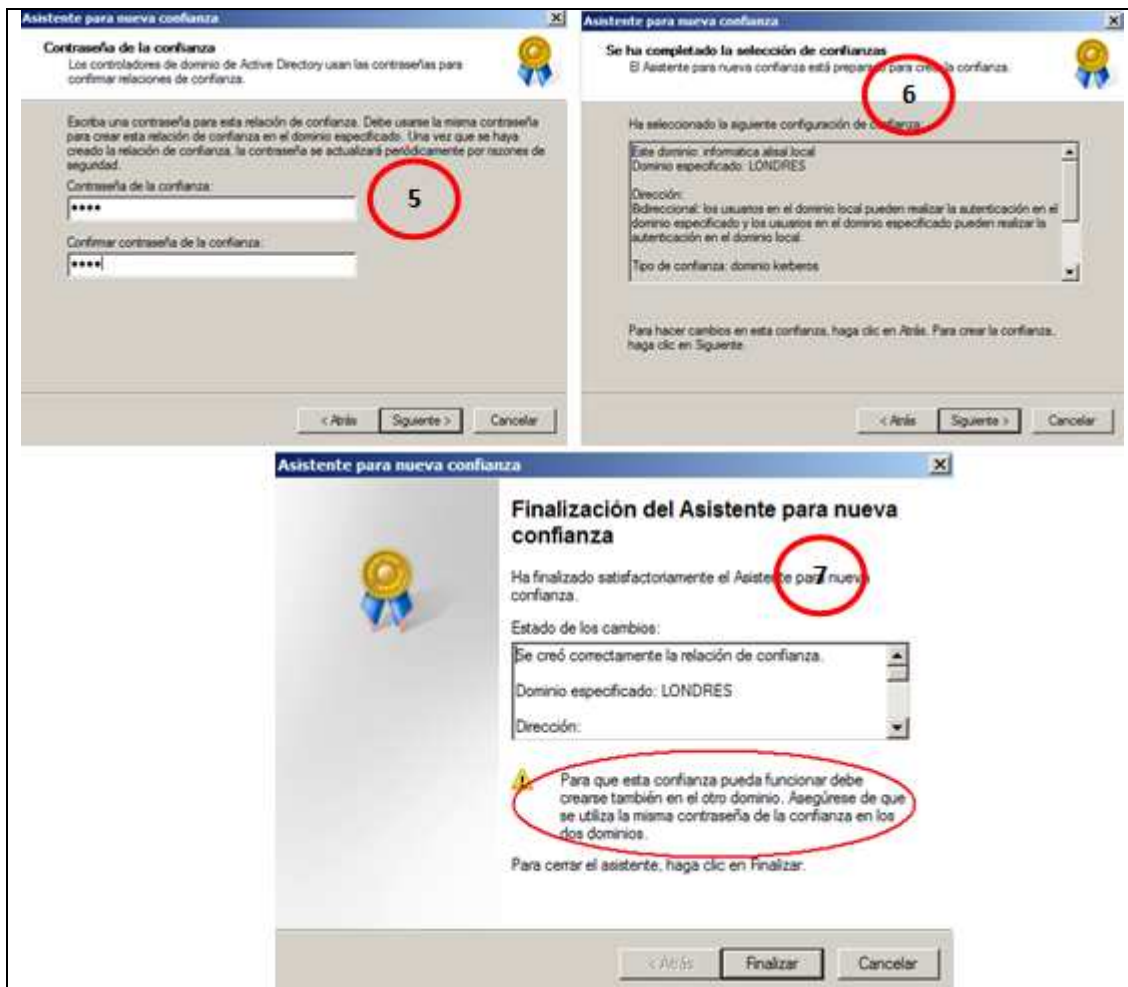 Asistente para nueva confianza
Contraseña de la confianza
Los controladores de dominio de Active Directory usan las contraseñas para
confirmar relaciones de confianza.
Escriba una contraseña para esta relación de confianza. Debe usarse la misma contraseña
para crear esta relación de confianza en el dominio especificado. Una vez que se haya
creado la relación de confianza, la contraseña se actualizará periódicamente por razones de
seguridad.
Contraseña de la confianza:
••••
5
Confirmar contraseña de la confianza:
••••
< Atrás
Siguiente >
Cancelar
Asistente para nueva confianza
Se ha completado la selección de confianzas
El Asistente para nueva confianza está preparado para crear la confianza.
6
Ha seleccionado la siguiente configuración de confianza:
Este dominio: informatica.alisal.local
Dominio especificado: LONDRES
Dirección:
Bidireccional: los usuarios en el dominio local pueden realizar la autenticación en el
dominio especificado y los usuarios en el dominio especificado pueden realizar la
autenticación en el dominio local.
Tipo de confianza: dominio kerberos
Para hacer cambios en esta confianza, haga clic en Atrás. Para crear la confianza,
haga clic en Siguiente.
< Atrás
Siguiente >
Cancelar
Asistente para nueva confianza
Finalización del Asistente para nueva
confianza
7
Ha finalizado satisfactoriamente el Asistente para nueva
confianza.
Estado de los cambios:
Se creó correctamente la relación de confianza.
Dominio especificado: LONDRES
Dirección:
Para que esta confianza pueda funcionar debe
crearse también en el otro dominio. Asegúrese de que
se utiliza la misma contraseña de la confianza en los
dos dominios.
Para cerrar el asistente, haga clic en Finalizar.
< Atrás
Finalizar
Cancelar